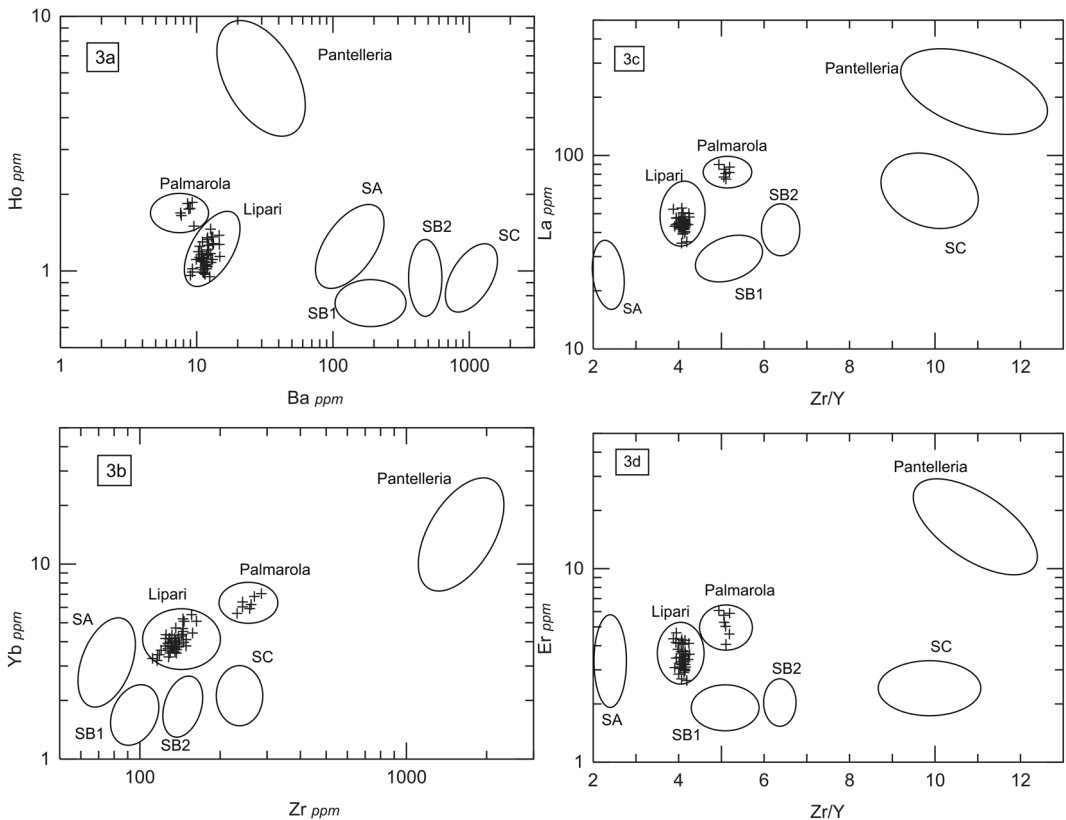 3a
10
1
Ho ppm
Pantelleria
Palmarola
Lipari
SA
SB2
SC
SB1
1
10
100
1000
Ba ppm
3c
100
10
La ppm
Pantelleria
Palmarola
Lipari
SB2
SC
SB1
SA
2
4
6
8
10
12
Zr/Y
3b
10
1
Yb ppm
Pantelleria
Palmarola
Lipari
SA
SC
SB1
SB2
100
1000
Zr ppm
3d
10
1
Er ppm
Pantelleria
Palmarola
Lipari
SC
SB2
SA
SB1
2
4
6
8
10
12
Zr/Y